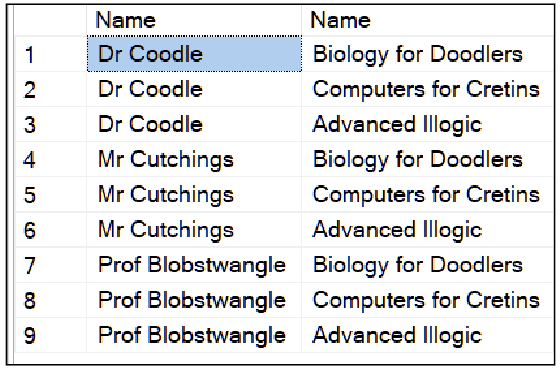 Name Name
1 Dr Coodle Biology for Doodlers
2 Dr Coodle Computers for Cretins
3 Dr Coodle Advanced Illogic
4 Mr Cutchings Biology for Doodlers
5 Mr Cutchings Computers for Cretins
6 Mr Cutchings Advanced Illogic
7 Prof Blobstwangle Biology for Doodlers
8 Prof Blobstwangle Computers for Cretins
9 Prof Blobstwangle Advanced Illogic